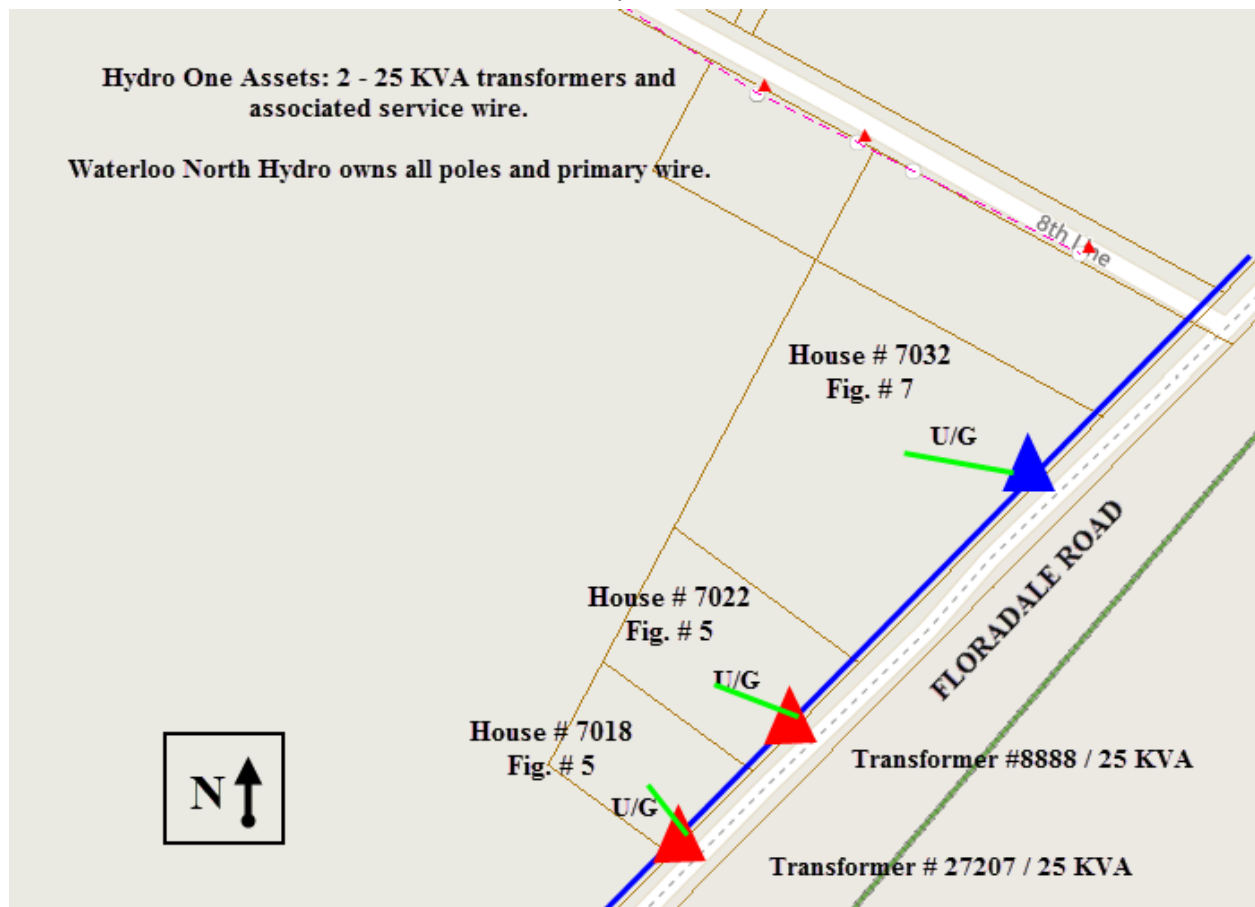 Hydro One Assets: 2 - 25 KVA transformers and
associated service wire.
Waterloo North Hydro owns all poles and primary wire.
8th Line
House # 7032
Fig. # 7
U/G
FLORADALE ROAD
House # 7022
Fig. # 5
U/G
House # 7018
Fig. # 5
U/G
Transformer #8888 / 25 KVA
Transformer # 27207 / 25 KVA
N